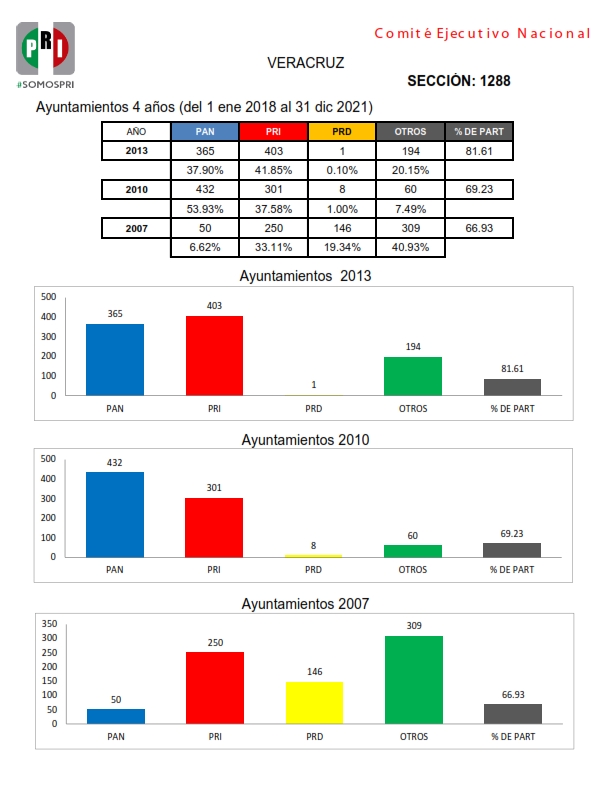 Comité Ejecutivo Nacional
PRI
#SOMOSPRI
VERACRUZ
SECCIÓN: 1288
Ayuntamientos 4 años (del 1 ene 2018 al 31 dic 2021)
AÑO PAN PRI PRD OTROS % DE PART
2013 365 403 1 194 81.61
37.90% 41.85% 0.10% 20.15%
2010 432 301 8 60 69.23
53.93% 37.58% 1.00% 7.49%
2007 50 250 146 309 66.93
6.62% 33.11% 19.34% 40.93%
Ayuntamientos 2013
500
400
300
200
100
0
365 403 1 194 81.61
PAN PRI PRD OTROS % DE PART
Ayuntamientos 2010
500
400
300
200
100
0
432 301 8 60 69.23
PAN PRI PRD OTROS % DE PART
Ayuntamientos 2007
350
300
250
200
150
100
50
0
50 250 146 309 66.93
PAN PRI PRD OTROS % DE PART